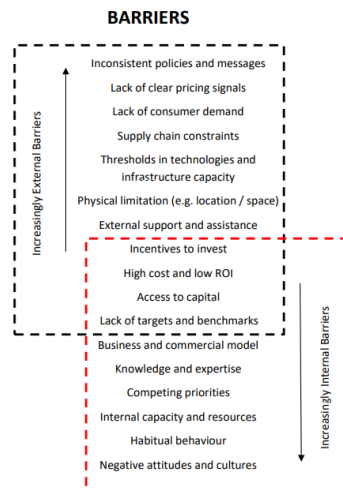 BARRIERS
Inconsistent policies and messages
Lack of clear pricing signals
Lack of consumer demand
Supply chain constraints
Thresholds in technologies and
infrastructure capacity
Physical limitation (e.g. location / space)
External support and assistance
Incentives to invest
High cost and low ROI
Access to capital
Lack of targets and benchmarks
Business and commercial model
Knowledge and expertise
Competing priorities
Internal capacity and resources
Habitual behaviour
Negative attitudes and cultures
Increasingly External Barriers
Increasingly Internal Barriers